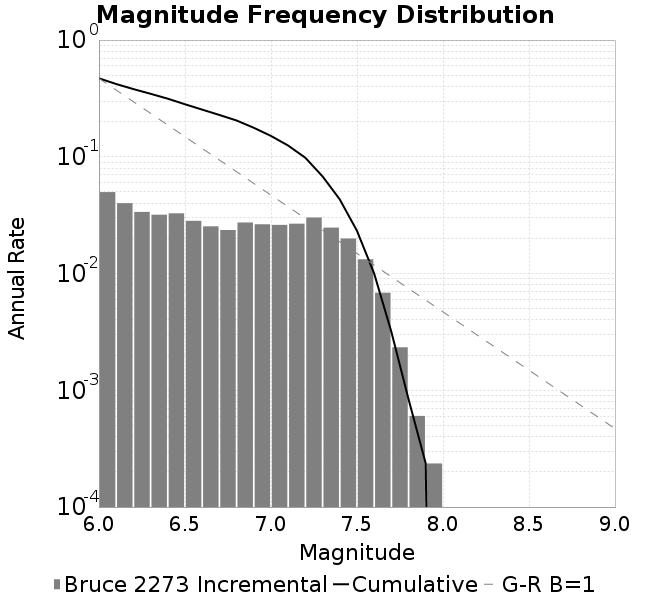 Magnitude Frequency Distribution
10^0
10^-1
10^-2
10^-3
10^-4
Annual Rate
6.0 6.5 7.0 7.5 8.0 8.5 9.0
Magnitude
Bruce 2273 Incremental Cumulative G-R B=1